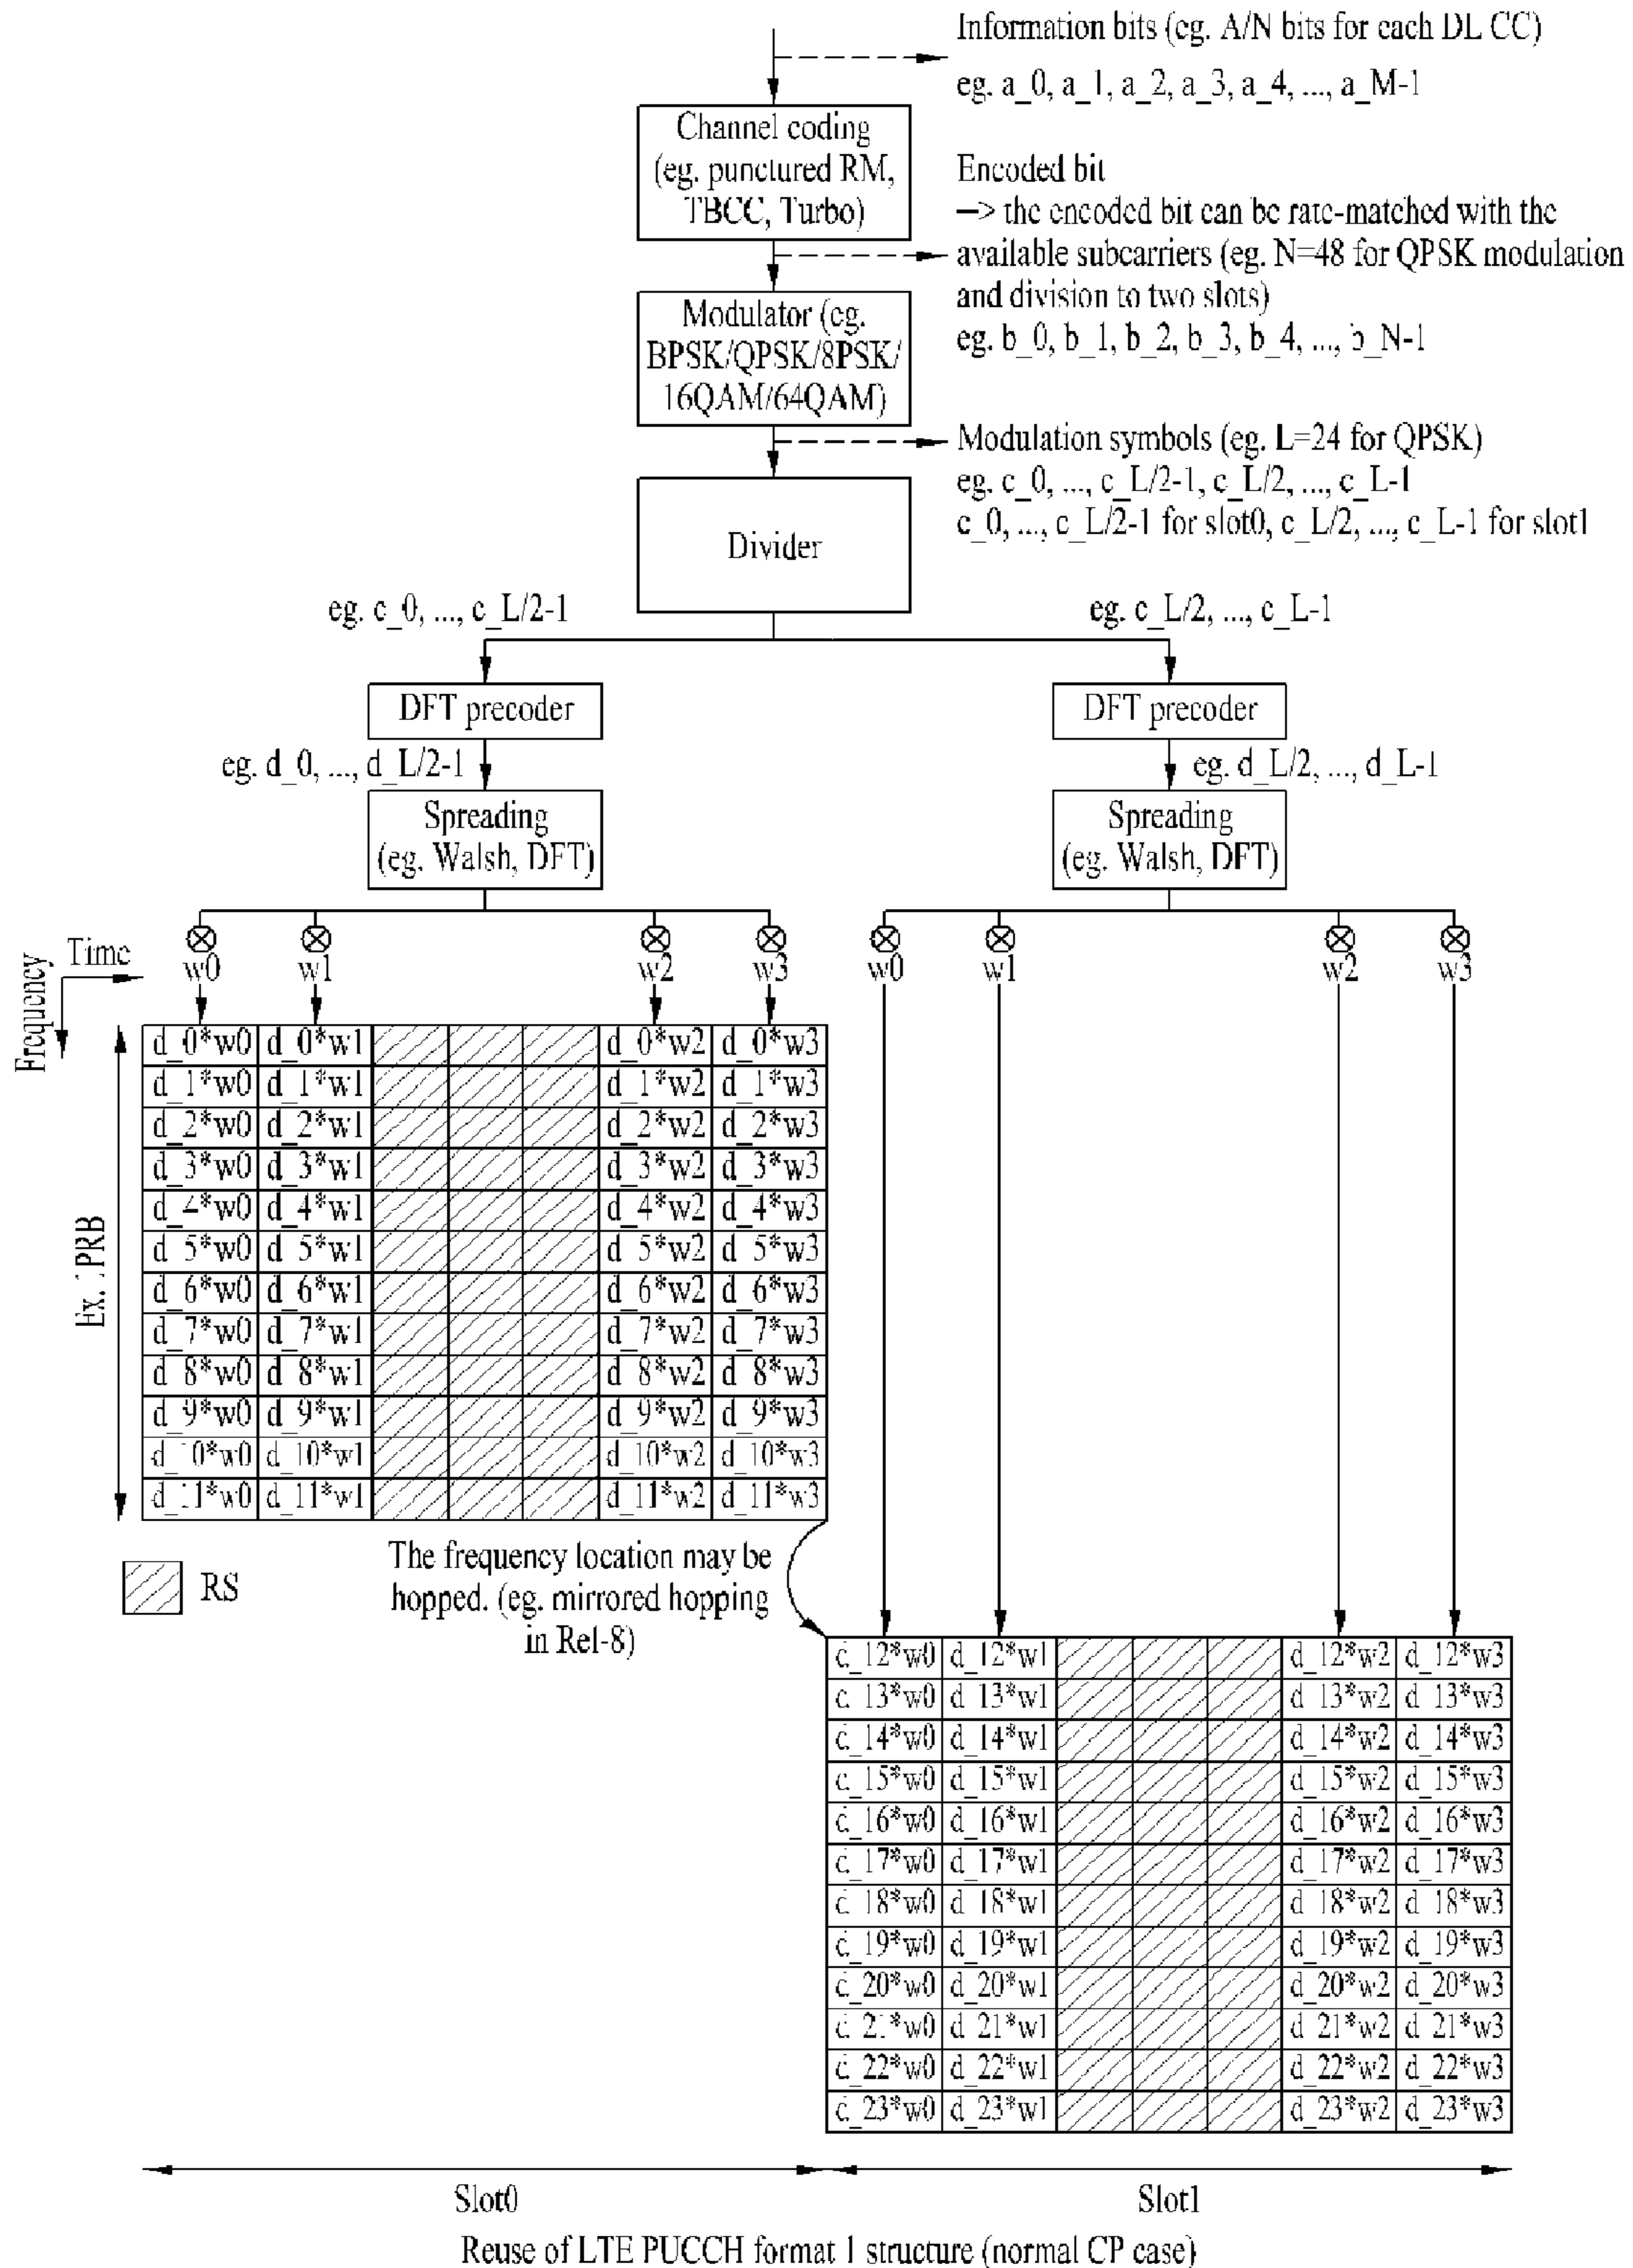 Information bits (eg. A/N bits for each DL CC)
eg. a_0, a_1, a_2, a_3, a_4, ..., a_M-1
Channel coding
(eg. punctured RM,
TBCC, Turbo)
Encoded bit
—> the encoded bit can be rate-matched with the
available subcarriers (eg. N=48 for QPSK modulation
and division to two slots)
eg. b_0, b_1, b_2, b_3, b_4, ..., b_N-1
Modulator (eg.
BPSK/QPSK/8PSK/
16QAM/64QAM)
Modulation symbols (eg. L=24 for QPSK)
eg. c_0, ..., c_L/2-1, c_L/2, ..., c_L-1
c_0, ..., c_L/2-1 for slot0, c_L/2, ..., c_L-1 for slot1
Divider
eg. c_0, ..., c_L/2-1
eg. c_L/2, ..., c_L-1
DFT precoder
DFT precoder
eg. d_0, ..., d_L/2-1
eg. d_L/2, ..., d_L-1
Spreading
(eg. Walsh, DFT)
Spreading
(eg. Walsh, DFT)
Time
Frequency
w0 w1 w2 w3 w0 w1 w2 w3
d_0*w0 d_0*w1 d_0*w2 d_0*w3
d_1*w0 d_1*w1 d_1*w2 d_1*w3
d_2*w0 d_2*w1 d_2*w2 d_2*w3
d_3*w0 d_3*w1 d_3*w2 d_3*w3
d_4*w0 d_4*w1 d_4*w2 d_4*w3
d_5*w0 d_5*w1 d_5*w2 d_5*w3
d_6*w0 d_6*w1 d_6*w2 d_6*w3
d_7*w0 d_7*w1 d_7*w2 d_7*w3
d_8*w0 d_8*w1 d_8*w2 d_8*w3
d_9*w0 d_9*w1 d_9*w2 d_9*w3
d_10*w0 d_10*w1 d_10*w2 d_10*w3
d_11*w0 d_11*w1 d_11*w2 d_11*w3
Ex. 1PRB
RS
The frequency location may be
hopped. (eg. mirrored hopping
in Rel-8)
d_12*w0 d_12*w1 d_12*w2 d_12*w3
d_13*w0 d_13*w1 d_13*w2 d_13*w3
d_14*w0 d_14*w1 d_14*w2 d_14*w3
d_15*w0 d_15*w1 d_15*w2 d_15*w3
d_16*w0 d_16*w1 d_16*w2 d_16*w3
d_17*w0 d_17*w1 d_17*w2 d_17*w3
d_18*w0 d_18*w1 d_18*w2 d_18*w3
d_19*w0 d_19*w1 d_19*w2 d_19*w3
d_20*w0 d_20*w1 d_20*w2 d_20*w3
d_21*w0 d_21*w1 d_21*w2 d_21*w3
d_22*w0 d_22*w1 d_22*w2 d_22*w3
d_23*w0 d_23*w1 d_23*w2 d_23*w3
Slot0
Slot1
Reuse of LTE PUCCH format 1 structure (normal CP case)